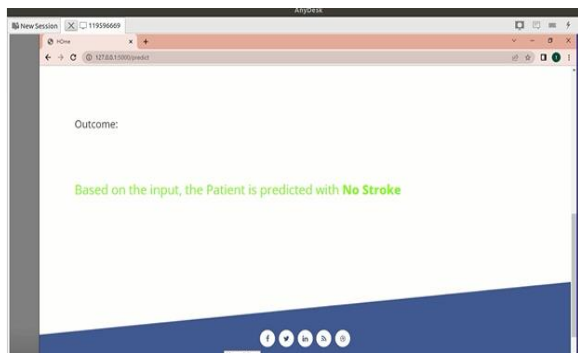 AnyDesk
New Session
119596669
HOme
127.0.0.1:5000/predict
Outcome:
Based on the input, the Patient is predicted with No Stroke